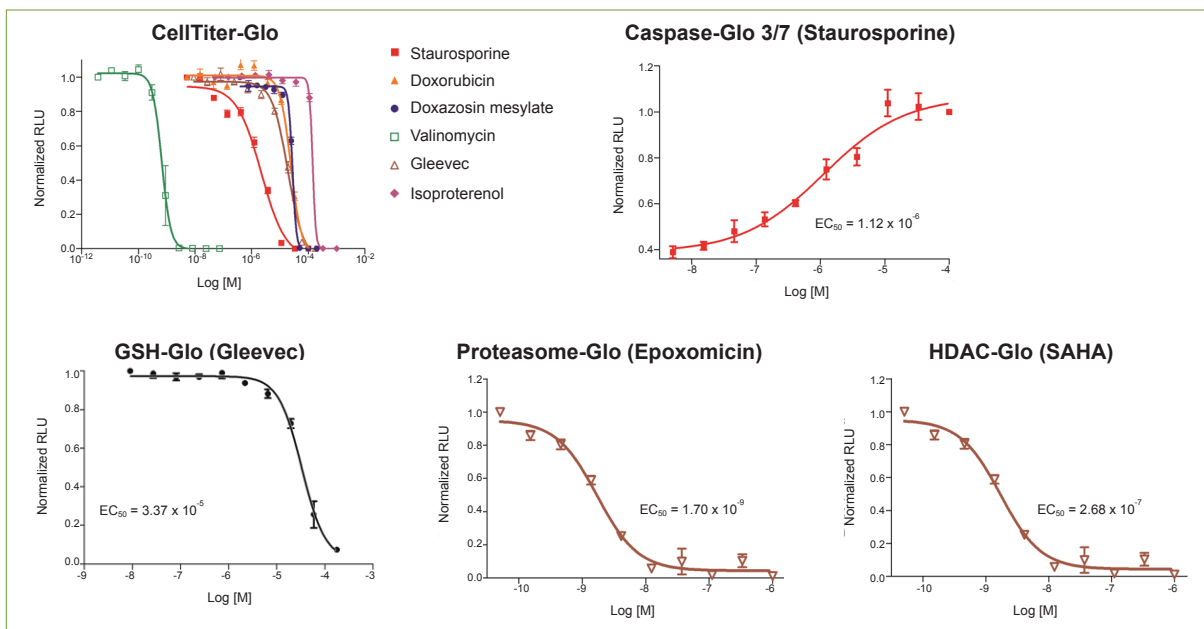 CellTiter-Glo
Normalized RLU
1.0
0.8
0.6
0.4
0.2
0.0
10-12
10-10
10-8
10-6
10-4
10-2
Log [M]
Staurosporine
Doxorubicin
Doxazosin mesylate
Valinomycin
Gleevec
Isoproterenol
Caspase-Glo 3/7 (Staurosporine)
Normalized RLU
1.2
1.0
0.8
0.6
0.4
EC50 = 1.12 x 10-6
-8
-7
-6
-5
-4
Log [M]
GSH-Glo (Gleevec)
Normalized RLU
1.0
0.8
0.6
0.4
0.2
0.0
EC50 = 3.37 x 10-5
-9
-8
-7
-6
-5
-4
-3
Log [M]
Proteasome-Glo (Epoxomicin)
Normalized RLU
1.2
1.0
0.8
0.6
0.4
0.2
0.0
EC50 = 1.70 x 10-9
-10
-9
-8
-7
-6
Log [M]
HDAC-Glo (SAHA)
Normalized RLU
1.2
1.0
0.8
0.6
0.4
0.2
0.0
EC50 = 2.68 x 10-7
-10
-9
-8
-7
-6
Log [M]